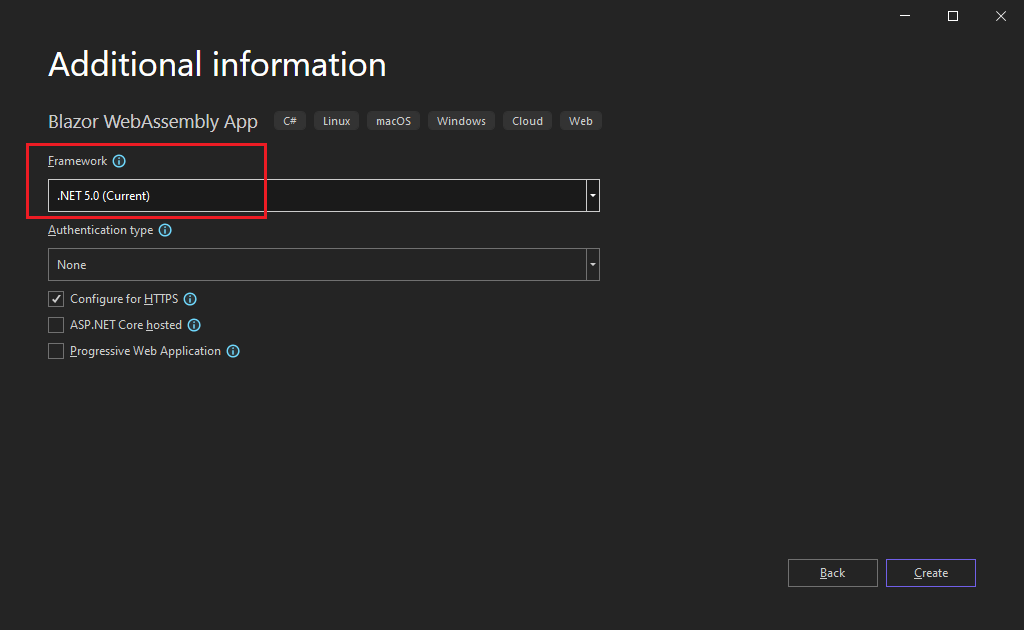 Additional information
Blazor WebAssembly App C# Linux macOS Windows Cloud Web
Framework
.NET 5.0 (Current)
Authentication type
None
Configure for HTTPS
ASP.NET Core hosted
Progressive Web Application
Back Create